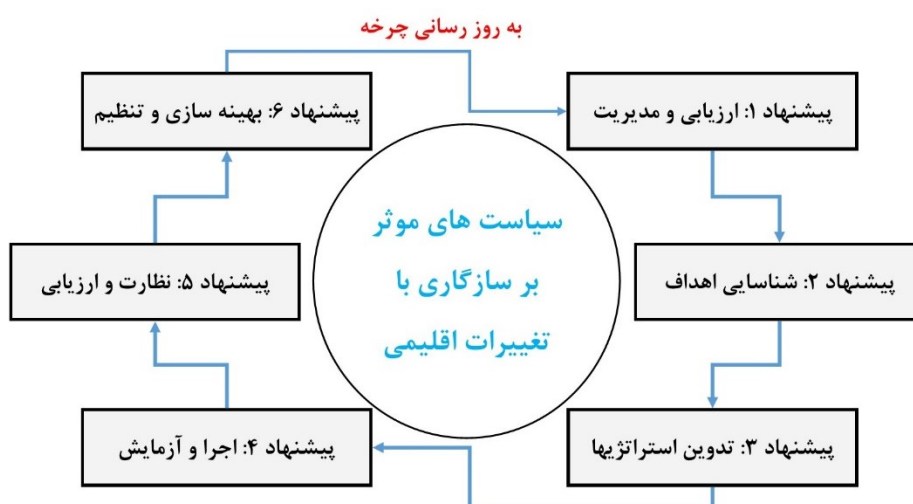 به روز رسانی چرخه
پیشنهاد ۱: ارزیابی و مدیریت
پیشنهاد ۲: شناسایی اهداف
پیشنهاد ۳: تدوین استراتژیها
پیشنهاد ۴: اجرا و آزمایش
پیشنهاد ۵: نظارت و ارزیابی
پیشنهاد ۶: بهینه سازی و تنظیم
سیاست های موثر
بر سازگاری با
تغییرات اقلیمی